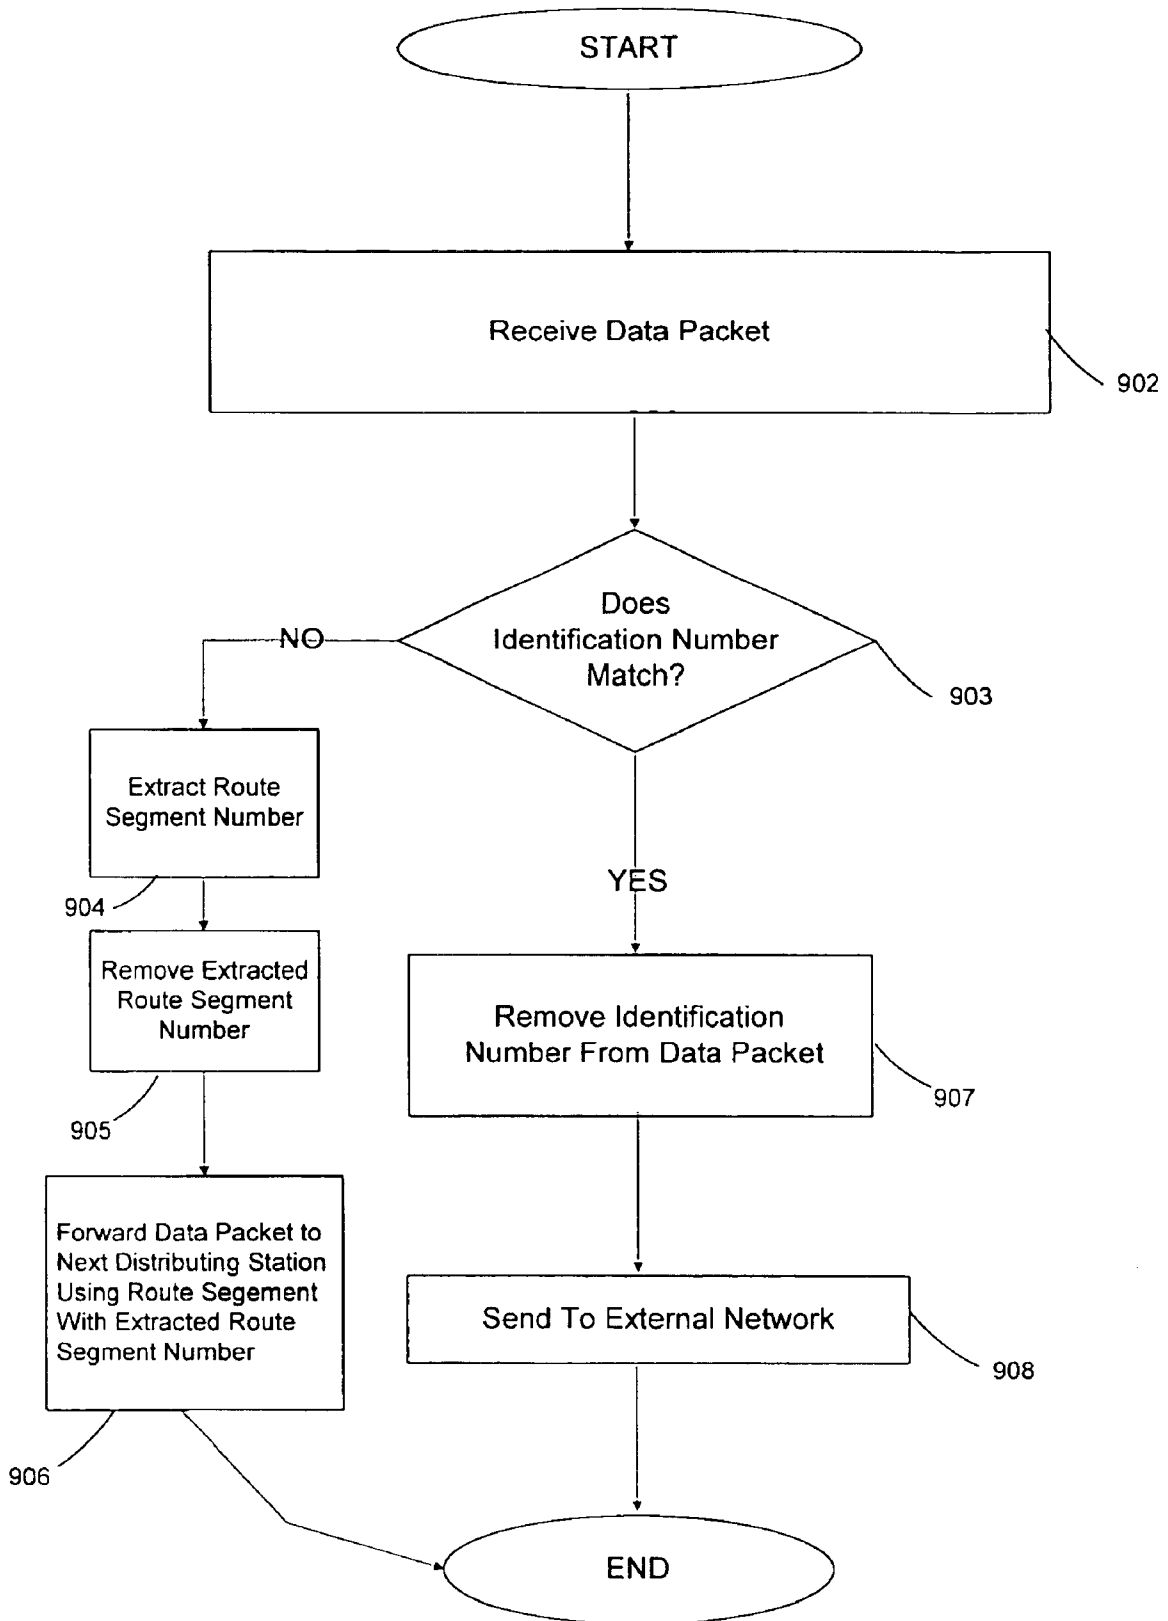 START
Receive Data Packet
902
Does
Identification Number
Match?
NO
903
Extract Route
Segment Number
904
YES
Remove Extracted
Route Segment
Number
905
Remove Identification
Number From Data Packet
907
Forward Data Packet to
Next Distributing Station
Using Route Segement
With Extracted Route
Segment Number
906
Send To External Network
908
END